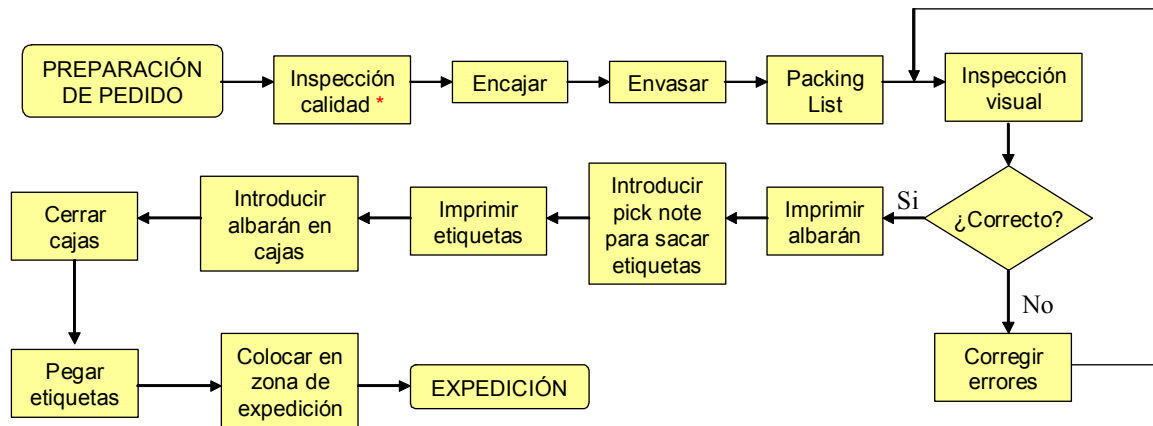 PREPARACIÓN
DE PEDIDO
Inspección
calidad *
Encajar
Envasar
Packing
List
Inspección
visual
¿Correcto?
Si
No
Corregir
errores
Imprimir
albarán
Introducir
pick note
para sacar
etiquetas
Imprimir
etiquetas
Introducir
albarán en
cajas
Cerrar
cajas
Pegar
etiquetas
Colocar en
zona de
expedición
EXPEDICIÓN